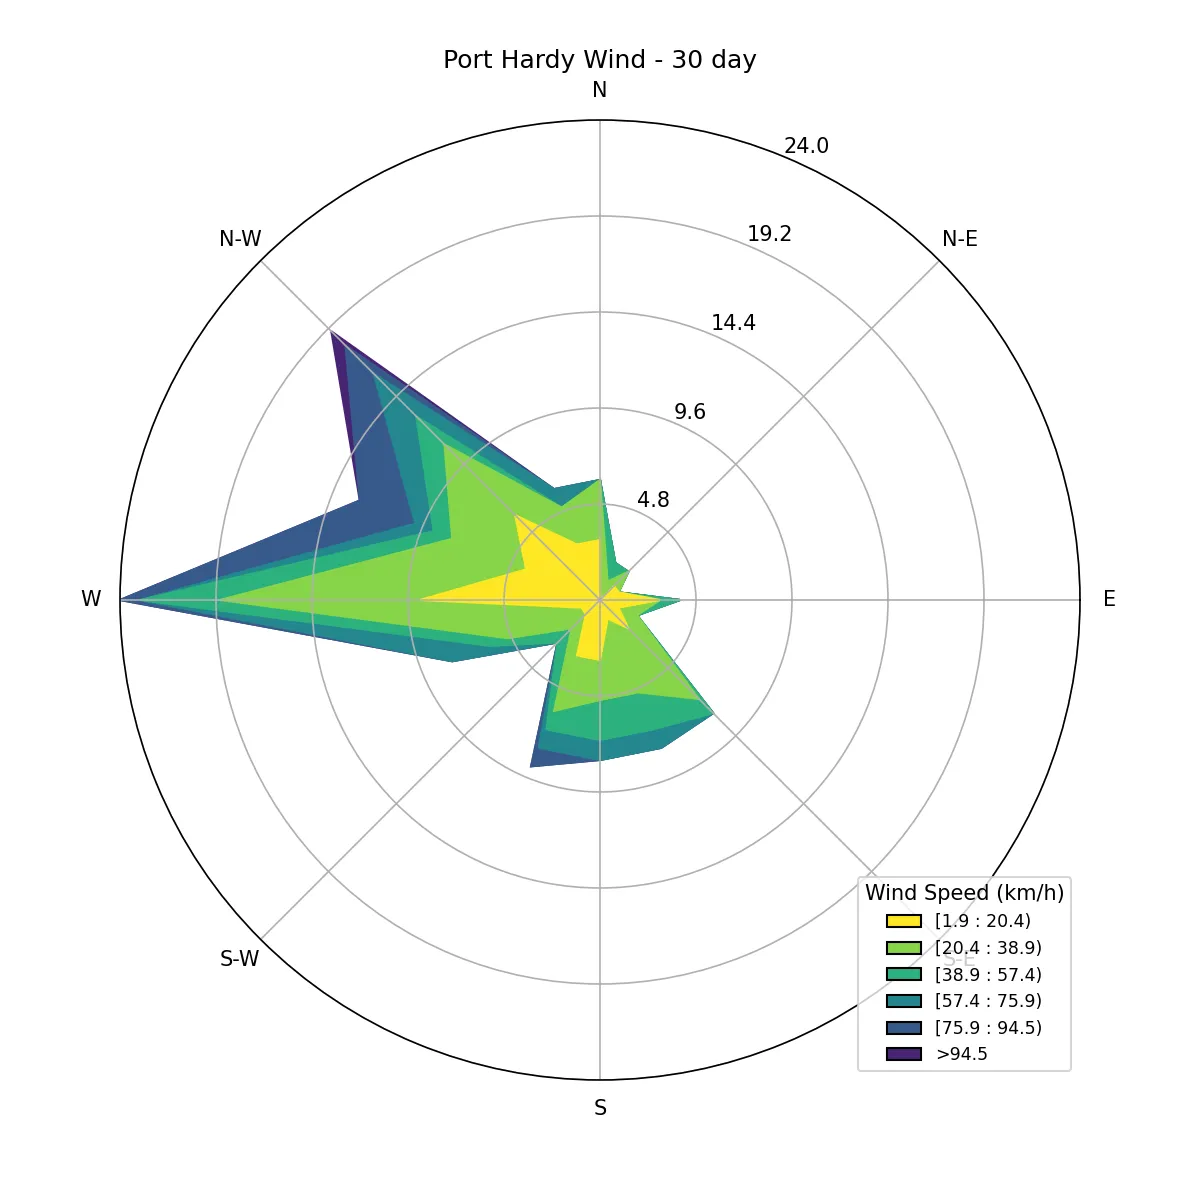 Port Hardy Wind - 30 day
N
24.0
N-W
19.2
N-E
14.4
9.6
4.8
W
E
S-W
S-E
S
Wind Speed (km/h)
[1.9 : 20.4)
[20.4 : 38.9)
[38.9 : 57.4)
[57.4 : 75.9)
[75.9 : 94.5)
>94.5